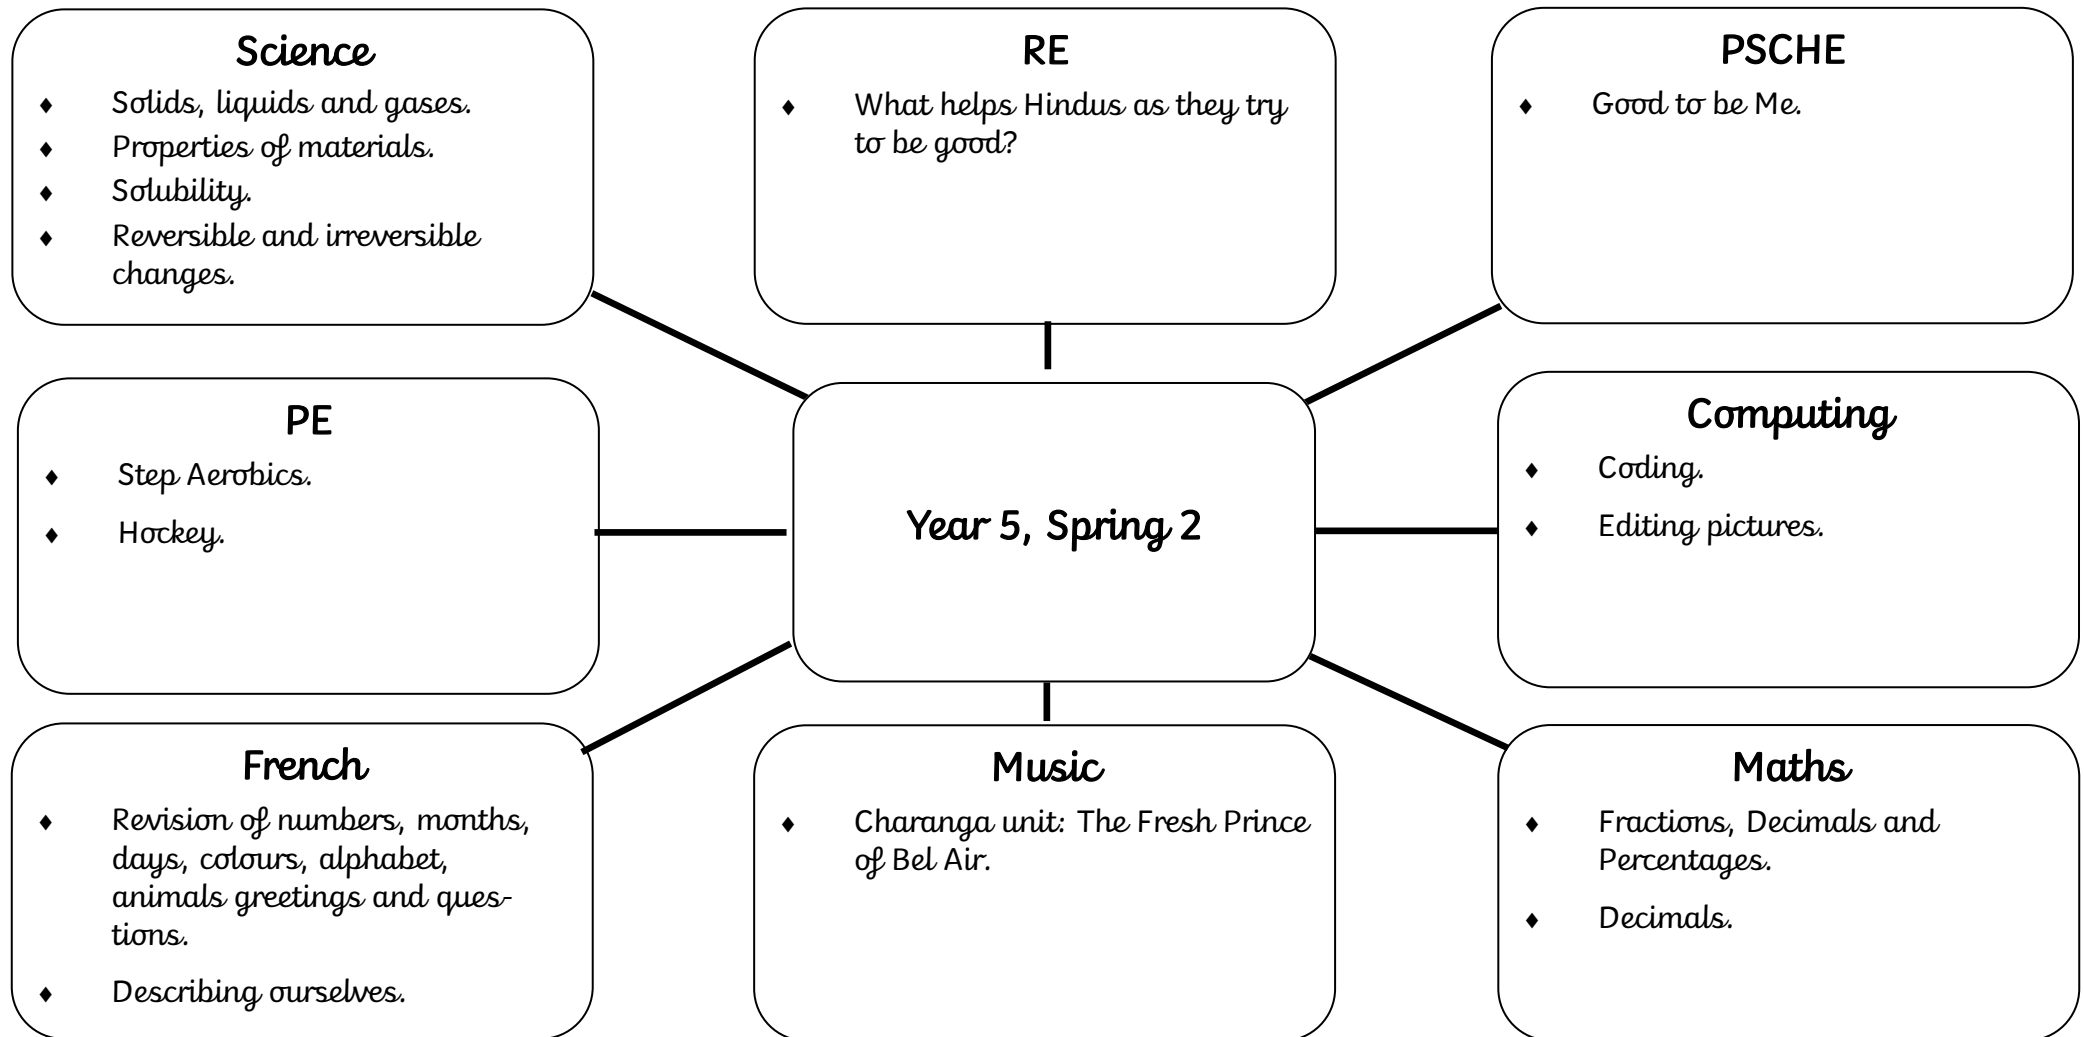 Science
Solids, liquids and gases.
Properties of materials.
Solubility.
Reversible and irreversible
changes.
RE
What helps Hindus as they try
to be good?
PSCHE
Good to be Me.
PE
Step Aerobics.
Hockey.
Year 5, Spring 2
Computing
Coding.
Editing pictures.
French
Revision of numbers, months,
days, colours, alphabet,
animals greetings and ques-
tions.
Describing ourselves.
Music
Charanga unit: The Fresh Prince
of Bel Air.
Maths
Fractions, Decimals and
Percentages.
Decimals.